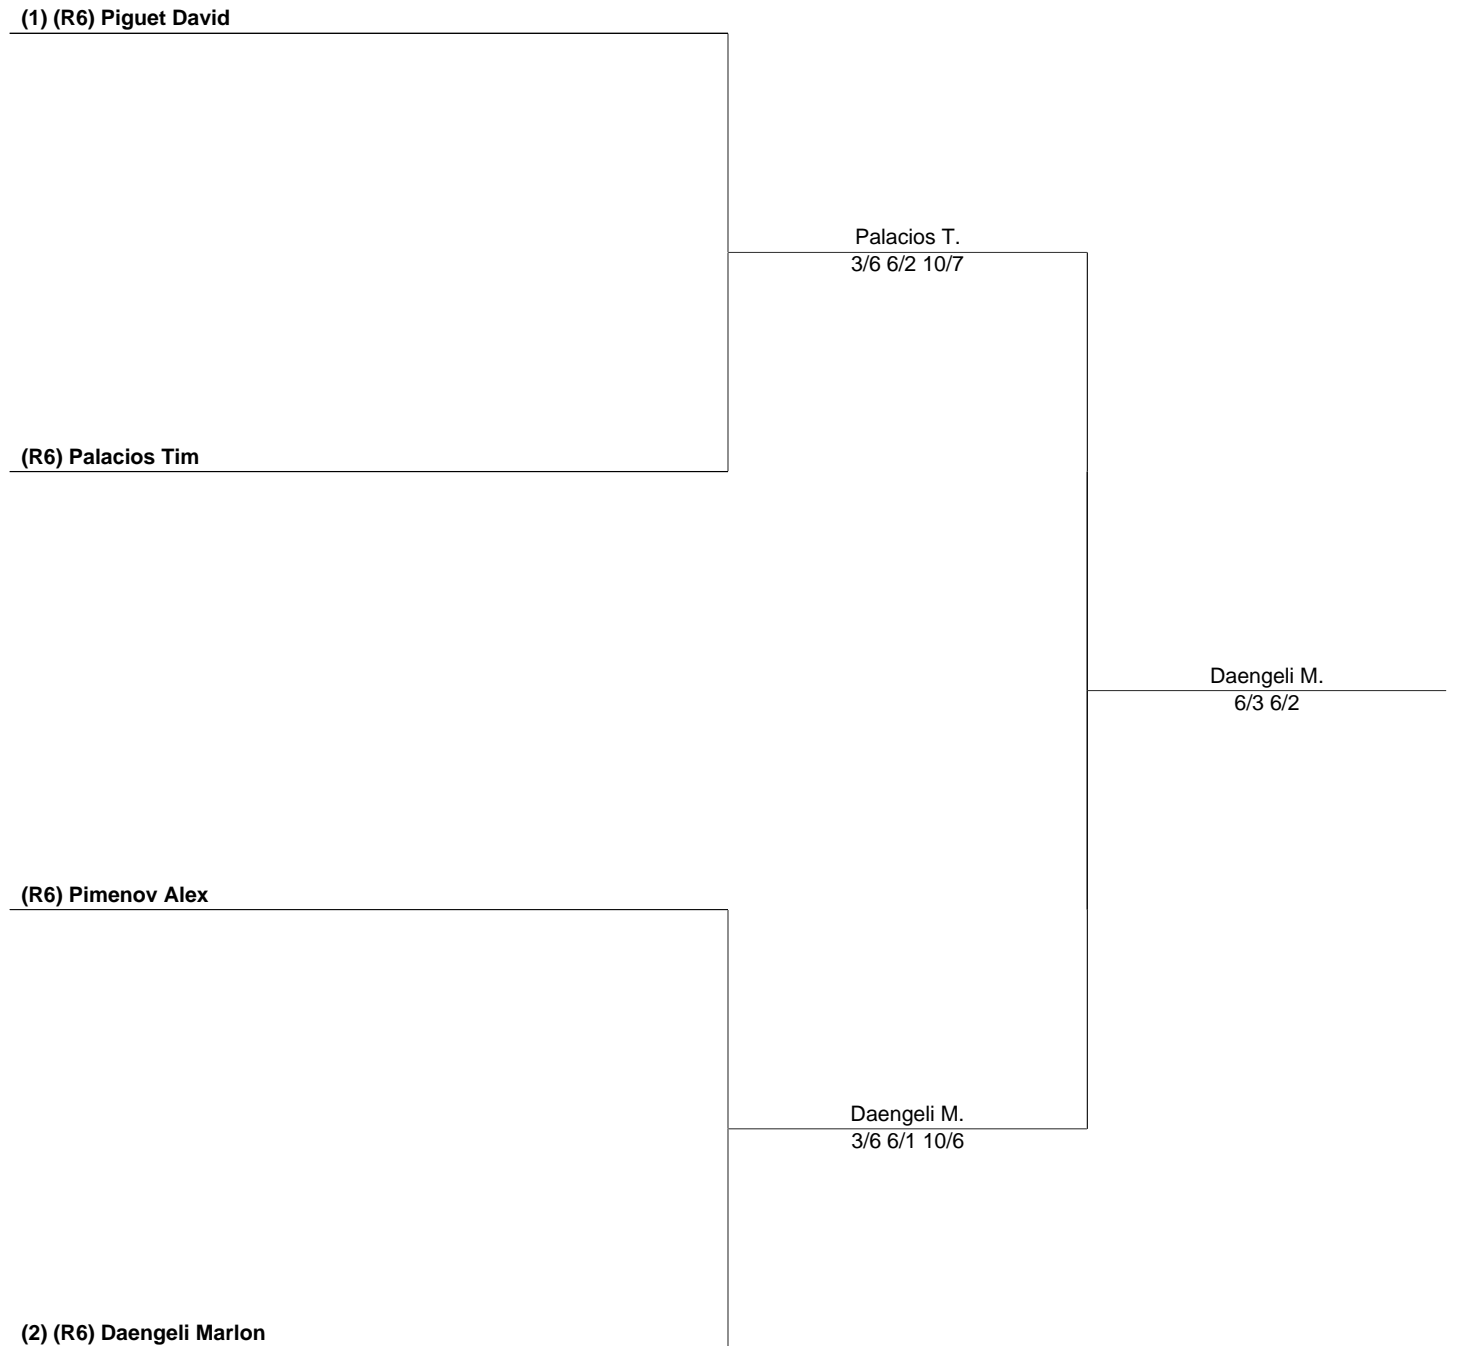 (1) (R6) Piguet David
Palacios T.
3/6 6/2 10/7
(R6) Palacios Tim
Daengeli M.
6/3 6/2
(R6) Pimenov Alex
Daengeli M.
3/6 6/1 10/6
(2) (R6) Daengeli Marlon